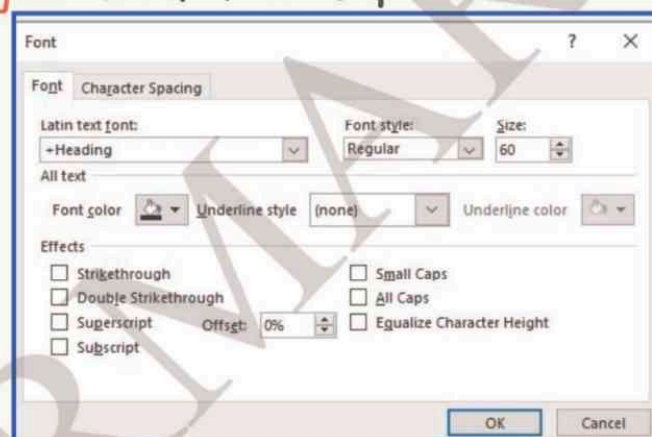 Font ? ×
Font Character Spacing
Latin text font: Font style: Size:
+Heading Regular 60
All text
Font color Underline style (none) Underline color
Effects
Strikethrough Small Caps
Double Strikethrough All Caps
Superscript Offset: 0% Equalize Character Height
Subscript
OK Cancel